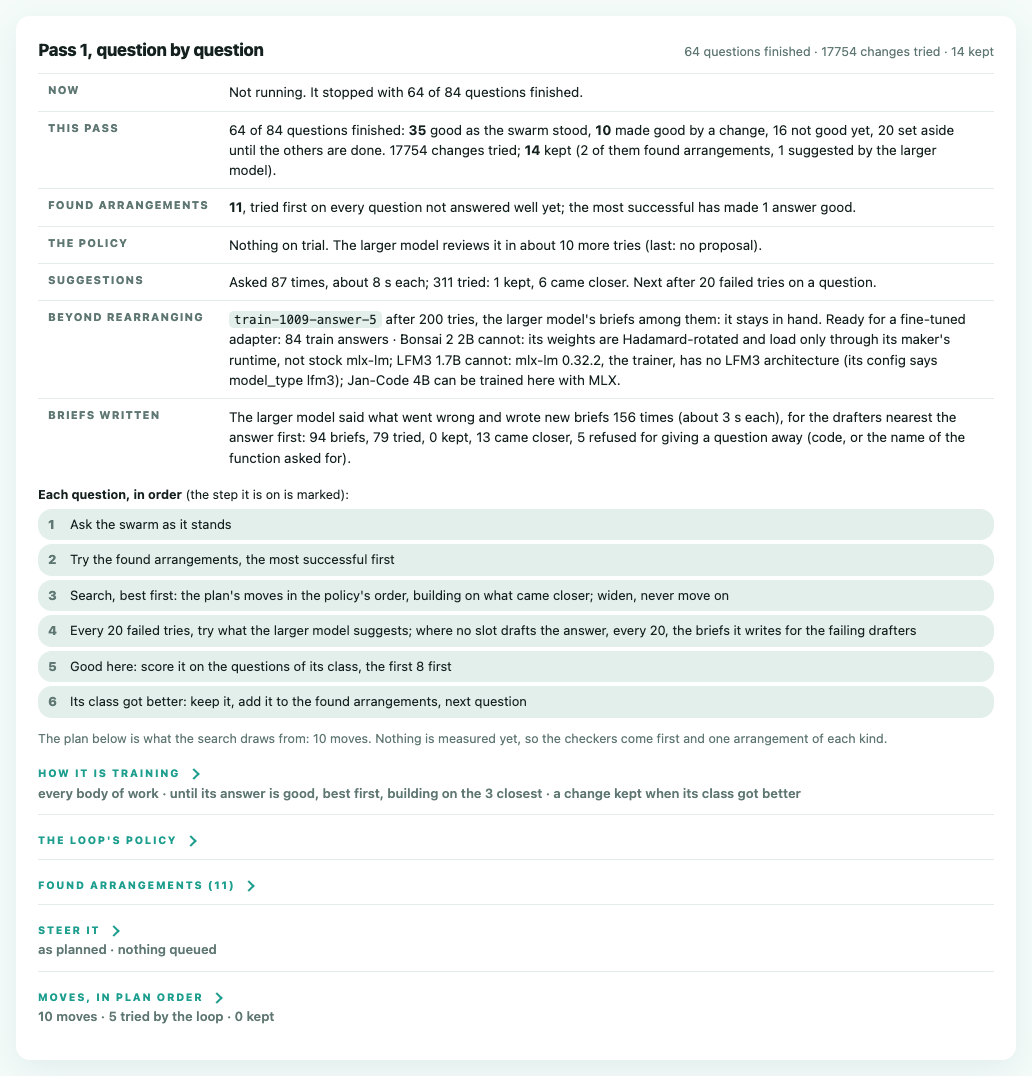 Pass 1, question by question
64 questions finished · 17754 changes tried · 14 kept
NOW
Not running. It stopped with 64 of 84 questions finished.
THIS PASS
64 of 84 questions finished: 35 good as the swarm stood, 10 made good by a change, 16 not good yet, 20 set aside
until the others are done. 17754 changes tried; 14 kept (2 of them found arrangements, 1 suggested by the larger
model).
FOUND ARRANGEMENTS
11, tried first on every question not answered well yet; the most successful has made 1 answer good.
THE POLICY
Nothing on trial. The larger model reviews it in about 10 more tries (last: no proposal).
SUGGESTIONS
Asked 87 times, about 8 s each; 311 tried: 1 kept, 6 came closer. Next after 20 failed tries on a question.
BEYOND REARRANGING
train-1009-answer-5 after 200 tries, the larger model's briefs among them: it stays in hand. Ready for a fine-tuned
adapter: 84 train answers · Bonsai 2 2B cannot: its weights are Hadamard-rotated and load only through its maker's
runtime, not stock mlx-lm; LFM3 1.7B cannot: mlx-lm 0.32.2, the trainer, has no LFM3 architecture (its config says
model_type lfm3); Jan-Code 4B can be trained here with MLX.
BRIEFS WRITTEN
The larger model said what went wrong and wrote new briefs 156 times (about 3 s each), for the drafters nearest the
answer first: 94 briefs, 79 tried, 0 kept, 13 came closer, 5 refused for giving a question away (code, or the name of the
function asked for).
Each question, in order (the step it is on is marked):
1 Ask the swarm as it stands
2 Try the found arrangements, the most successful first
3 Search, best first: the plan's moves in the policy's order, building on what came closer; widen, never move on
4 Every 20 failed tries, try what the larger model suggests; where no slot drafts the answer, every 20, the briefs it writes for the failing drafters
5 Good here: score it on the questions of its class, the first 8 first
6 Its class got better: keep it, add it to the found arrangements, next question
The plan below is what the search draws from: 10 moves. Nothing is measured yet, so the checkers come first and one arrangement of each kind.
HOW IT IS TRAINING
every body of work · until its answer is good, best first, building on the 3 closest · a change kept when its class got better
THE LOOP'S POLICY
FOUND ARRANGEMENTS (11)
STEER IT
as planned · nothing queued
MOVES, IN PLAN ORDER
10 moves · 5 tried by the loop · 0 kept